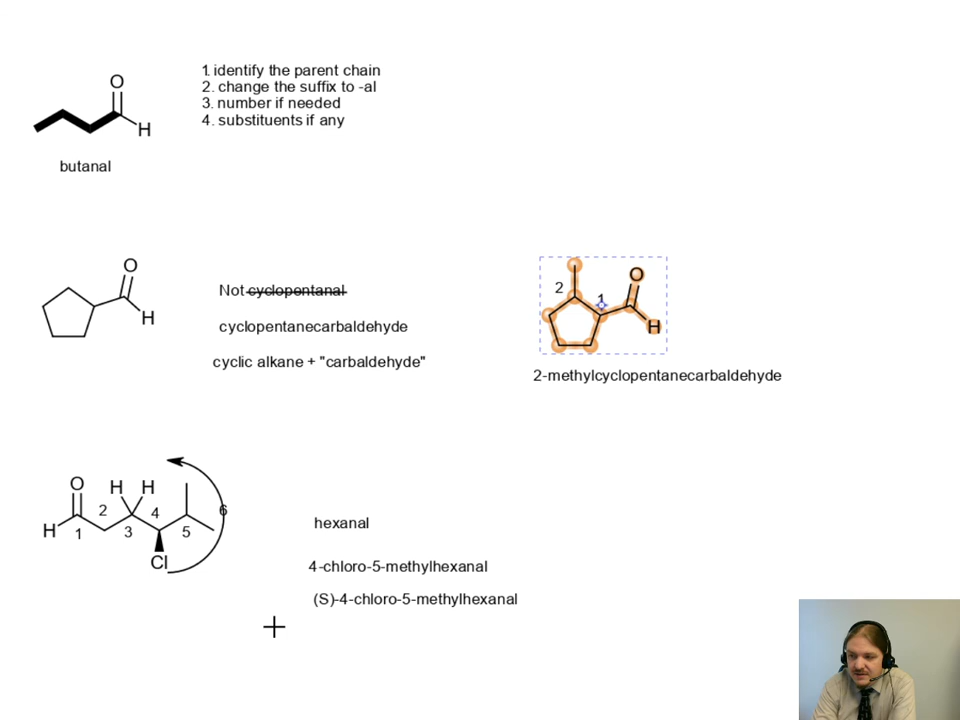 1. identify the parent chain
2. change the suffix to -al
3. number if needed
4. substituents if any
O
H
butanal
O
H
Not cyclopentanal
cyclopentanecarbaldehyde
cyclic alkane + "carbaldehyde"
O
2
1
H
2-methylcyclopentanecarbaldehyde
O
H H
2
4
6
H
1
3
5
Cl
hexanal
4-chloro-5-methylhexanal
(S)-4-chloro-5-methylhexanal